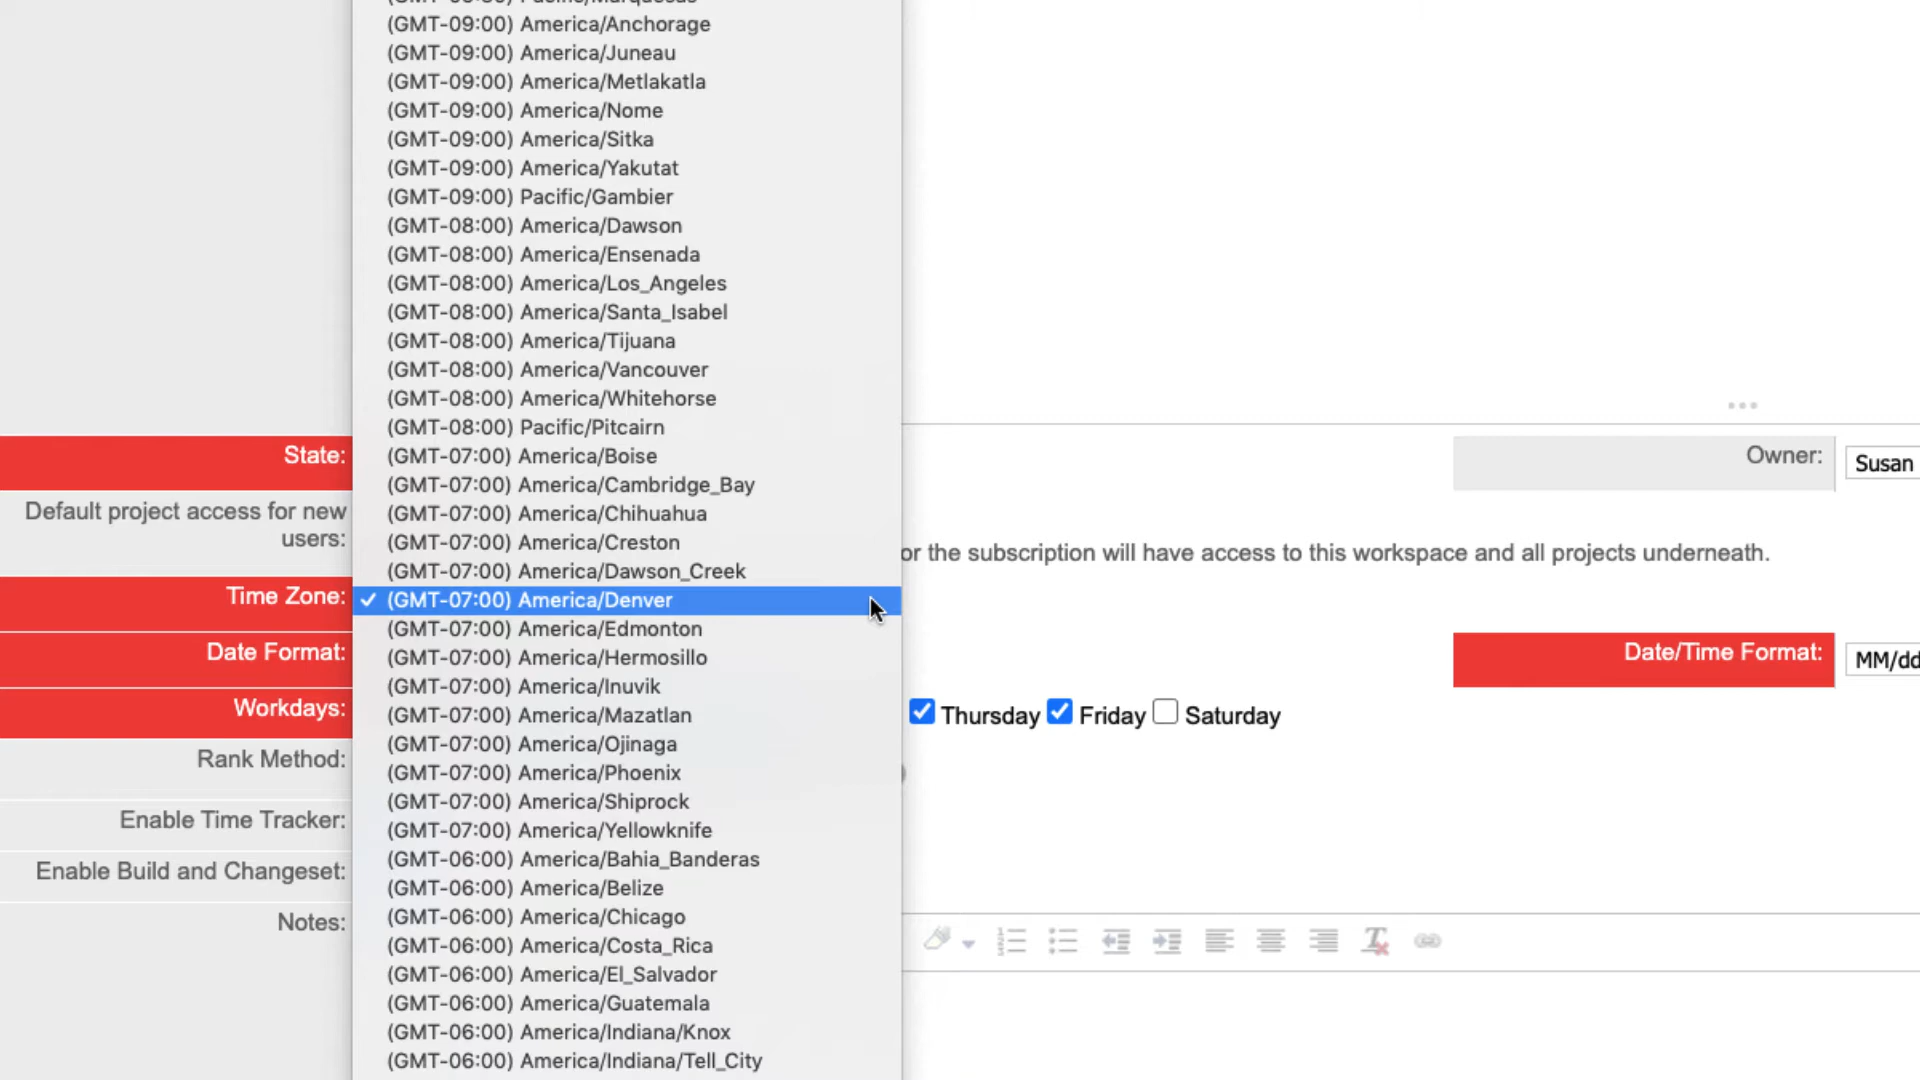 (GMT-09:00) America/Anchorage
(GMT-09:00) America/Juneau
(GMT-09:00) America/Metlakatla
(GMT-09:00) America/Nome
(GMT-09:00) America/Sitka
(GMT-09:00) America/Yakutat
(GMT-09:00) Pacific/Gambier
(GMT-08:00) America/Dawson
(GMT-08:00) America/Ensenada
(GMT-08:00) America/Los_Angeles
(GMT-08:00) America/Santa_Isabel
(GMT-08:00) America/Tijuana
(GMT-08:00) America/Vancouver
(GMT-08:00) America/Whitehorse
(GMT-08:00) Pacific/Pitcairn
(GMT-07:00) America/Boise
(GMT-07:00) America/Cambridge_Bay
(GMT-07:00) America/Chihuahua
(GMT-07:00) America/Creston
(GMT-07:00) America/Dawson_Creek
✓ (GMT-07:00) America/Denver
(GMT-07:00) America/Edmonton
(GMT-07:00) America/Hermosillo
(GMT-07:00) America/Inuvik
(GMT-07:00) America/Mazatlan
(GMT-07:00) America/Ojinaga
(GMT-07:00) America/Phoenix
(GMT-07:00) America/Shiprock
(GMT-07:00) America/Yellowknife
(GMT-06:00) America/Bahia_Banderas
(GMT-06:00) America/Belize
(GMT-06:00) America/Chicago
(GMT-06:00) America/Costa_Rica
(GMT-06:00) America/El_Salvador
(GMT-06:00) America/Guatemala
(GMT-06:00) America/Indiana/Knox
(GMT-06:00) America/Indiana/Tell_City
State:
Owner: Susan
Default project access for new
users:
or the subscription will have access to this workspace and all projects underneath.
Time Zone:
Date Format:
Date/Time Format: MM/dd
Workdays:
Thursday Friday Saturday
Rank Method:
Enable Time Tracker:
Enable Build and Changeset:
Notes: